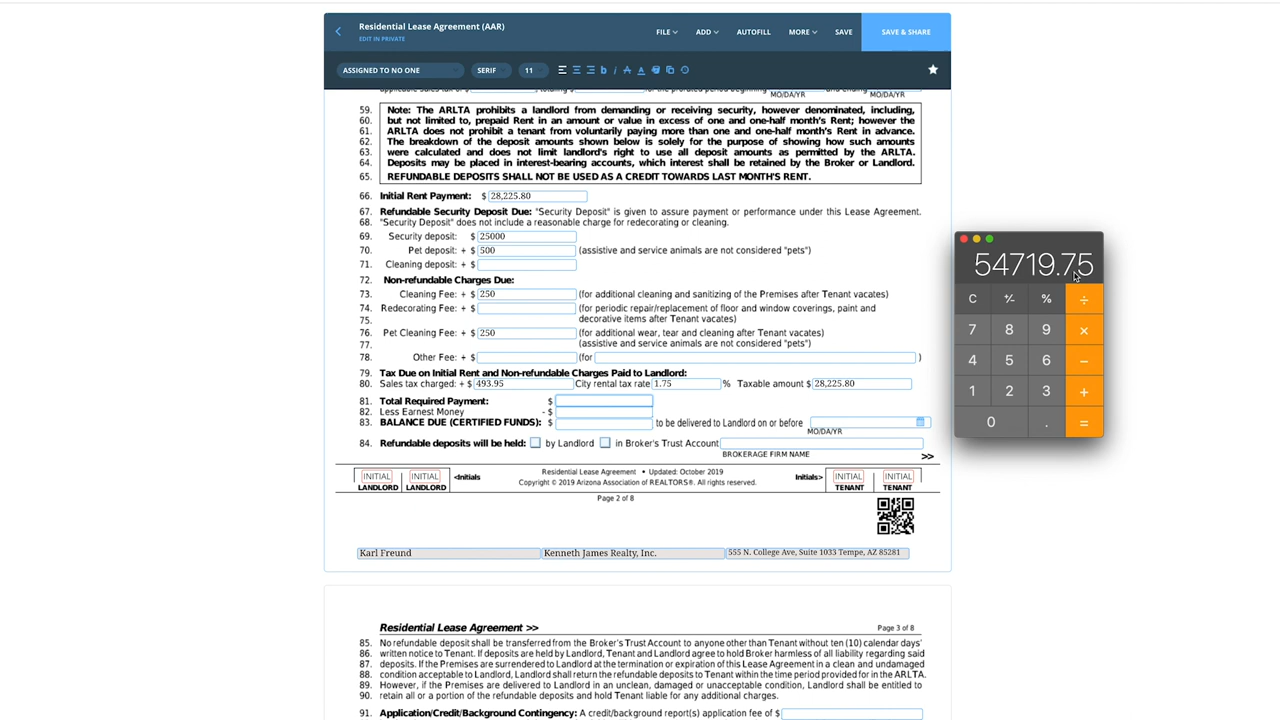 Residential Lease Agreement (AAR)
EDIT IN PRIVATE
FILE ADD AUTOFILL MORE SAVE SAVE & SHARE
ASSIGNED TO NO ONE SERIF 11
MO/DA/YR MO/DA/YR
59. Note: The ARLTA prohibits a landlord from demanding or receiving security, however denominated, including,
60. but not limited to, prepaid Rent in an amount or value in excess of one and one-half month's Rent; however the
61. ARLTA does not prohibit a tenant from voluntarily paying more than one and one-half month's Rent in advance.
62. The breakdown of the deposit amounts shown below is solely for the purpose of showing how such amounts
63. were calculated and does not limit landlord's right to use all deposit amounts as permitted by the ARLTA.
64. Deposits may be placed in interest-bearing accounts, which interest shall be retained by the Broker or Landlord.
65. REFUNDABLE DEPOSITS SHALL NOT BE USED AS A CREDIT TOWARDS LAST MONTH'S RENT.
66. Initial Rent Payment: $ 28,225.80
67. Refundable Security Deposit Due: "Security Deposit" is given to assure payment or performance under this Lease Agreement.
68. "Security Deposit" does not include a reasonable charge for redecorating or cleaning.
69. Security deposit: $ 25000
70. Pet deposit: + $ 500 (assistive and service animals are not considered "pets")
71. Cleaning deposit: + $
72. Non-refundable Charges Due:
73. Cleaning Fee: + $ 250 (for additional cleaning and sanitizing of the Premises after Tenant vacates)
74. Redecorating Fee: + $ (for periodic repair/replacement of floor and window coverings, paint and
75. decorative items after Tenant vacates)
76. Pet Cleaning Fee: + $ 250 (for additional wear, tear and cleaning after Tenant vacates)
77. (assistive and service animals are not considered "pets")
78. Other Fee: + $ (for )
79. Tax Due on Initial Rent and Non-refundable Charges Paid to Landlord:
80. Sales tax charged: + $ 493.95 City rental tax rate 1.75 % Taxable amount $ 28,225.80
81. Total Required Payment: $
82. Less Earnest Money - $
83. BALANCE DUE (CERTIFIED FUNDS): $ to be delivered to Landlord on or before
MO/DA/YR
84. Refundable deposits will be held: by Landlord in Broker's Trust Account
BROKERAGE FIRM NAME >>
INITIAL INITIAL <Initials Residential Lease Agreement • Updated: October 2019 Initials> INITIAL INITIAL
LANDLORD LANDLORD Copyright © 2019 Arizona Association of REALTORS®. All rights reserved. TENANT TENANT
Page 2 of 8
Karl Freund Kenneth James Realty, Inc. 555 N. College Ave, Suite 1033 Tempe, AZ 85281
Residential Lease Agreement >> Page 3 of 8
85. No refundable deposit shall be transferred from the Broker's Trust Account to anyone other than Tenant without ten (10) calendar days'
86. written notice to Tenant. If deposits are held by Landlord, Tenant and Landlord agree to hold Broker harmless of all liability regarding said
87. deposits. If the Premises are surrendered to Landlord at the termination or expiration of this Lease Agreement in a clean and undamaged
88. condition acceptable to Landlord, Landlord shall return the refundable deposits to Tenant within the time period provided for in the ARLTA.
89. However, if the Premises are delivered to Landlord in an unclean, damaged or unacceptable condition, Landlord shall be entitled to
90. retain all or a portion of the refundable deposits and hold Tenant liable for any additional charges.
91. Application/Credit/Background Contingency: A credit/background report(s) application fee of $
54719.75
C +/- % ÷
7 8 9 ×
4 5 6 −
1 2 3 +
0 . =